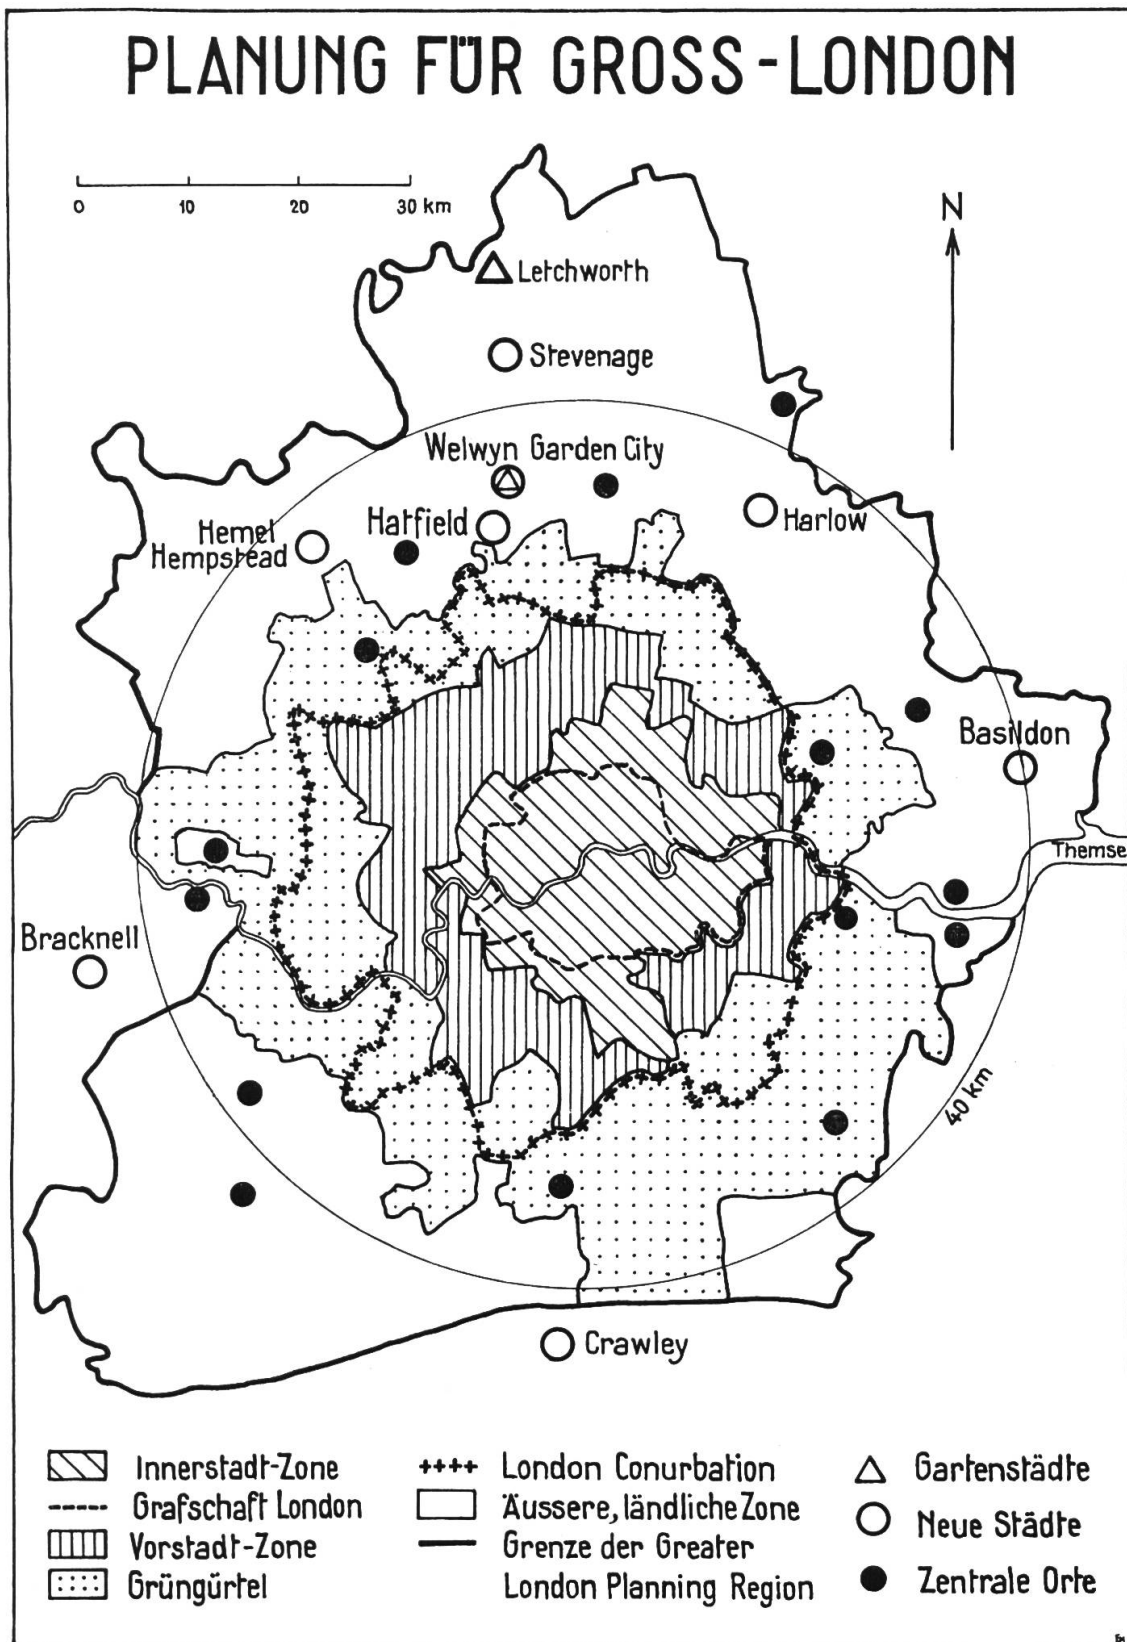 PLANUNG FÜR GROSS-LONDON
0 10 20 30 km
N
Letchworth
Stevenage
Welwyn Garden City
Hatfield
Harlow
Hemel
Hempstead
Basildon
Themse
Bracknell
40 km
Crawley
Innerstadt-Zone
Grafschaft London
Vorstadt-Zone
Grüngürtel
London Conurbation
Äussere, ländliche Zone
Grenze der Greater
London Planning Region
Gartenstädte
Neue Städte
Zentrale Orte